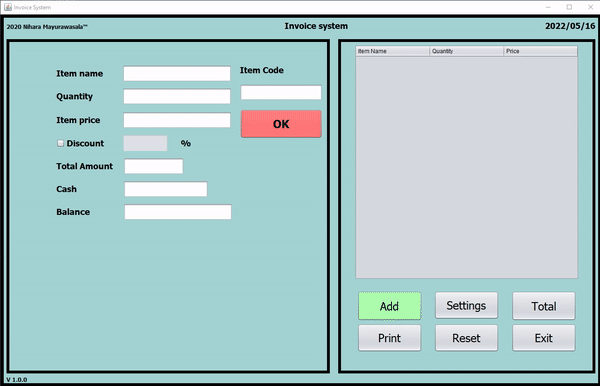 Invoice System
2020 Nihara Mayurawasala™
Invoice system
2022/05/16
Item name
Item Code
Quantity
Item price
OK
Discount
%
Total Amount
Cash
Balance
Item Name
Quantity
Price
Add
Settings
Total
Print
Reset
Exit
V 1.0.0